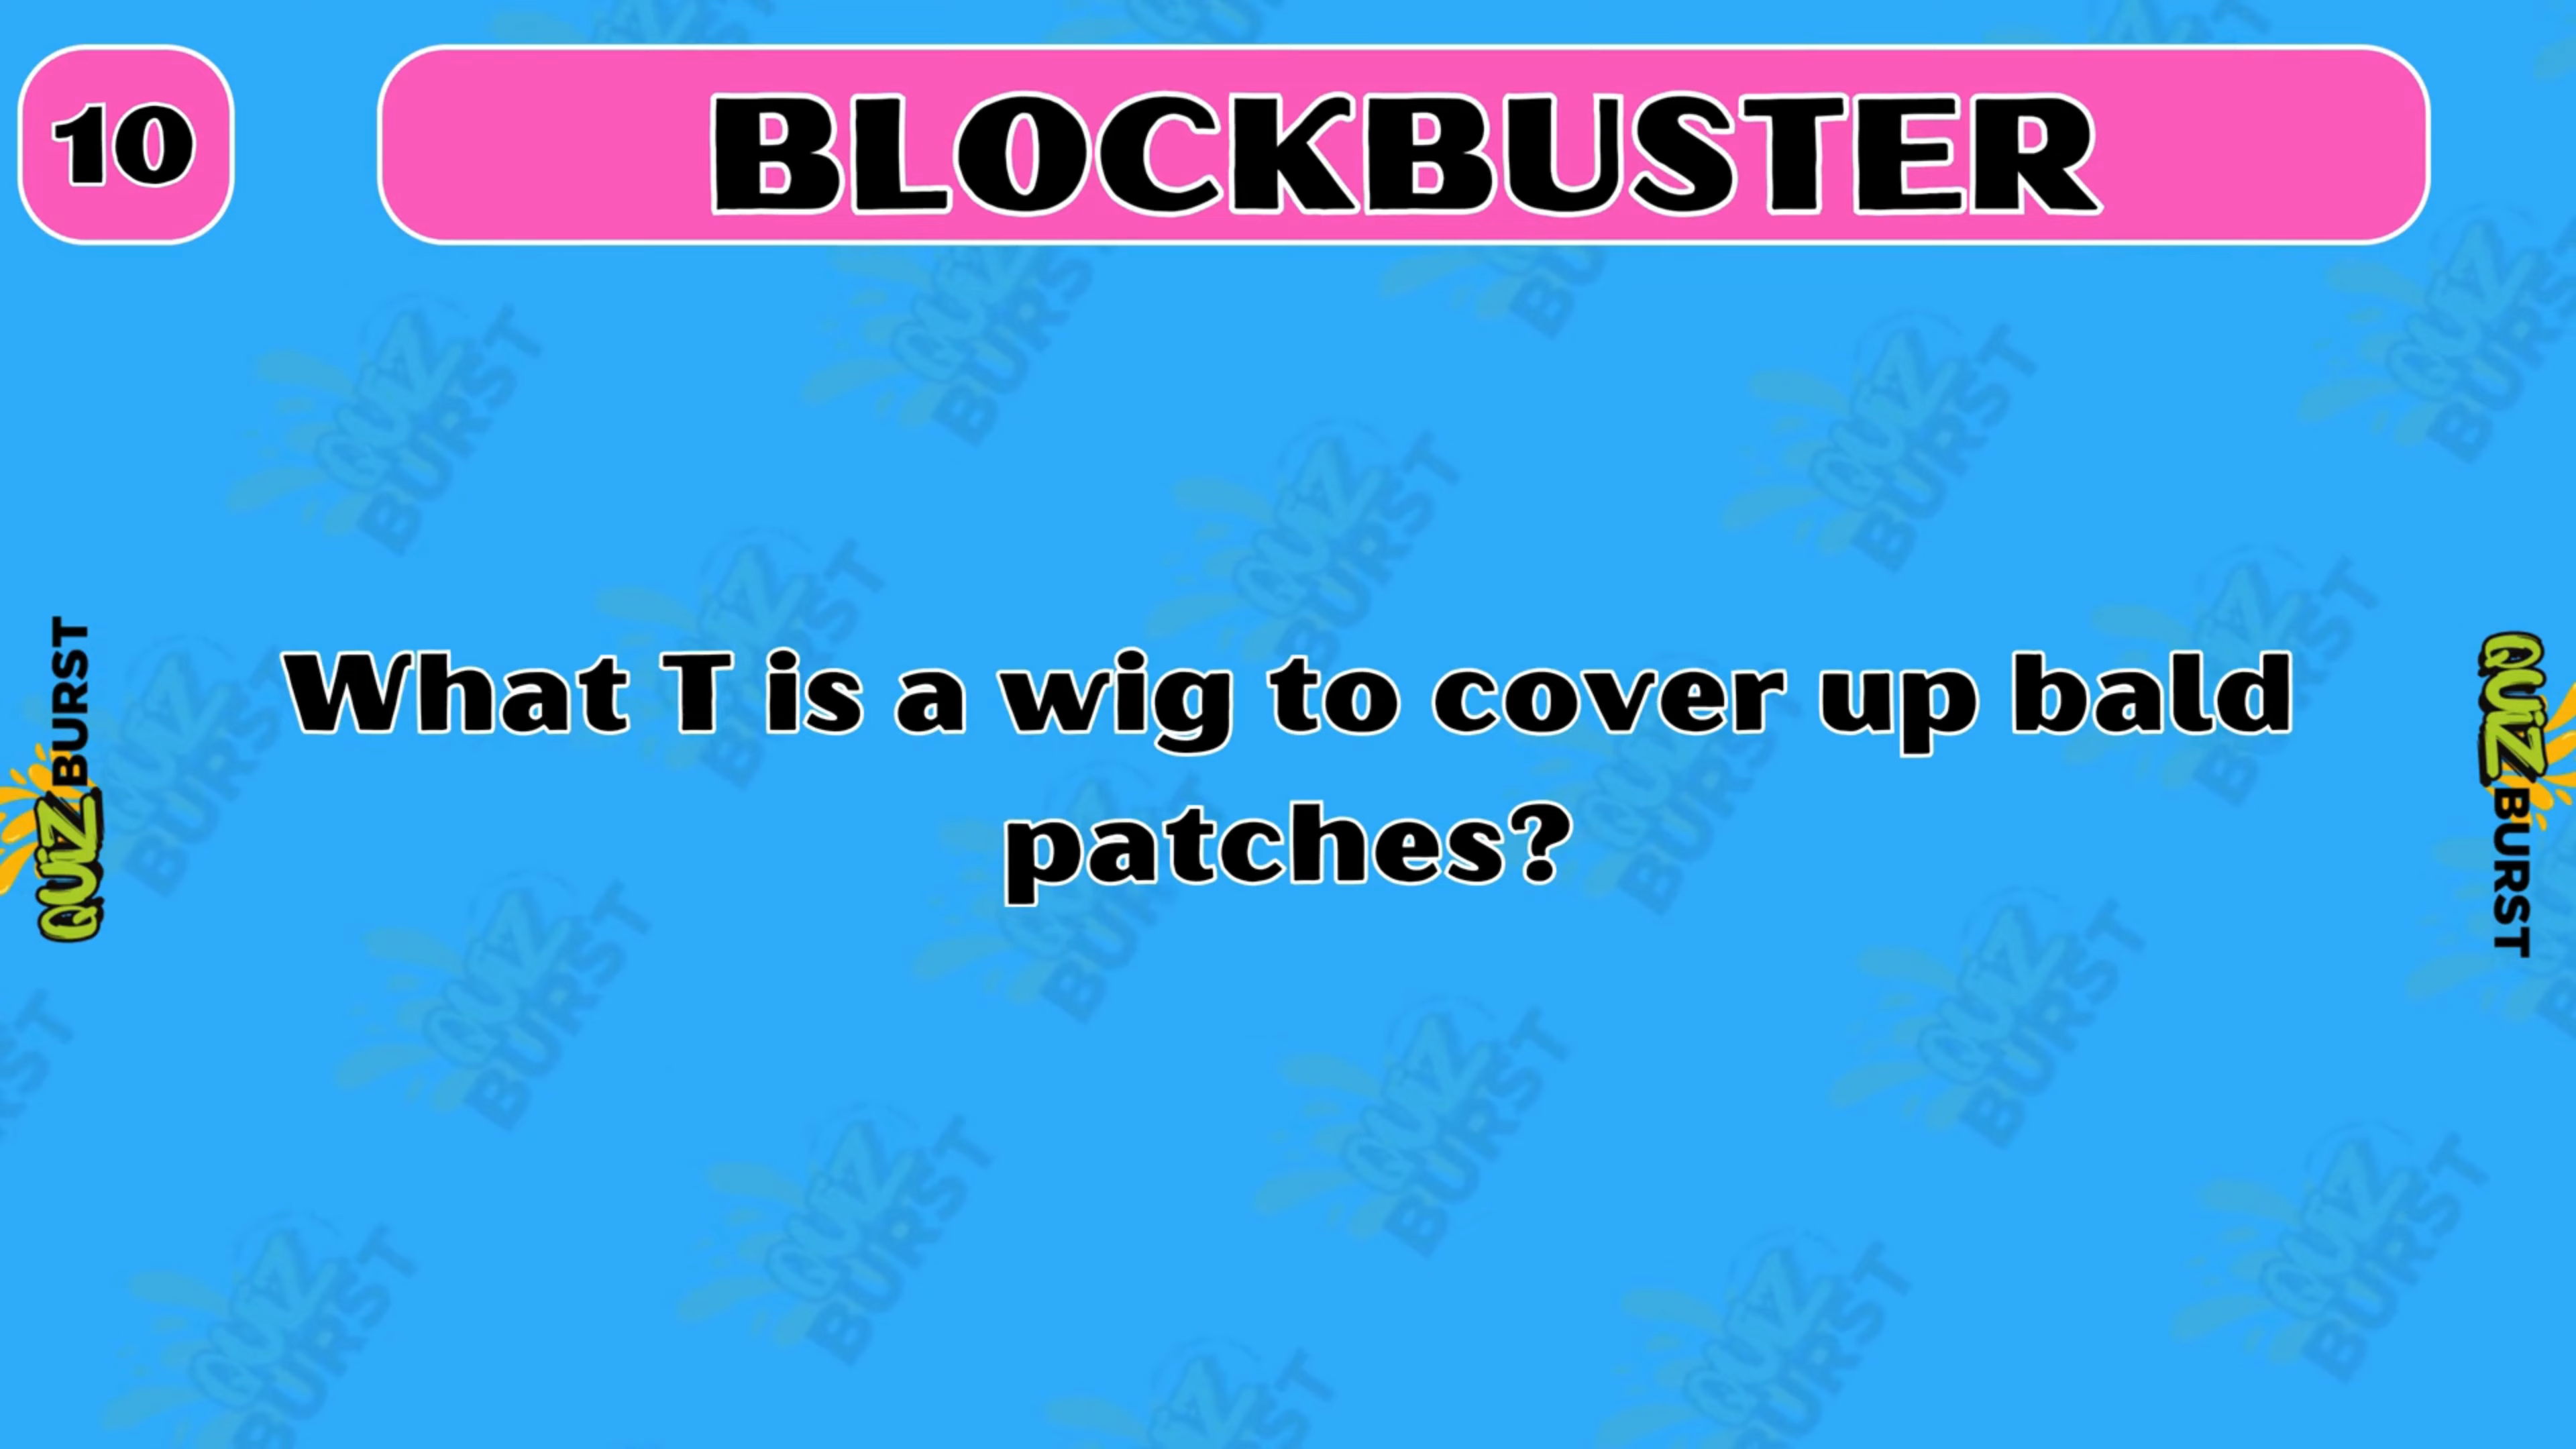 10
BLOCKBUSTER
What T is a wig to cover up bald
patches?
QUIZ BURST
QUIZ BURST